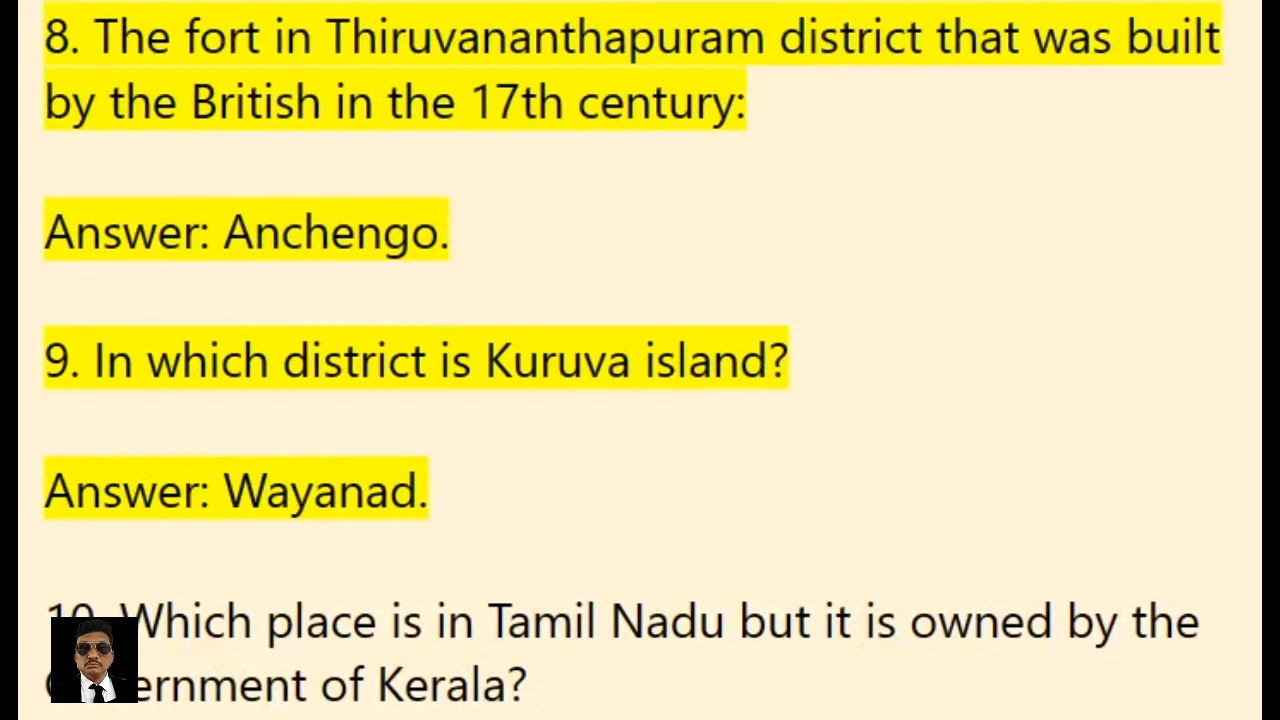 8. The fort in Thiruvananthapuram district that was built
by the British in the 17th century:
Answer: Anchengo.
9. In which district is Kuruva island?
Answer: Wayanad.
Which place is in Tamil Nadu but it is owned by the
of Kerala?